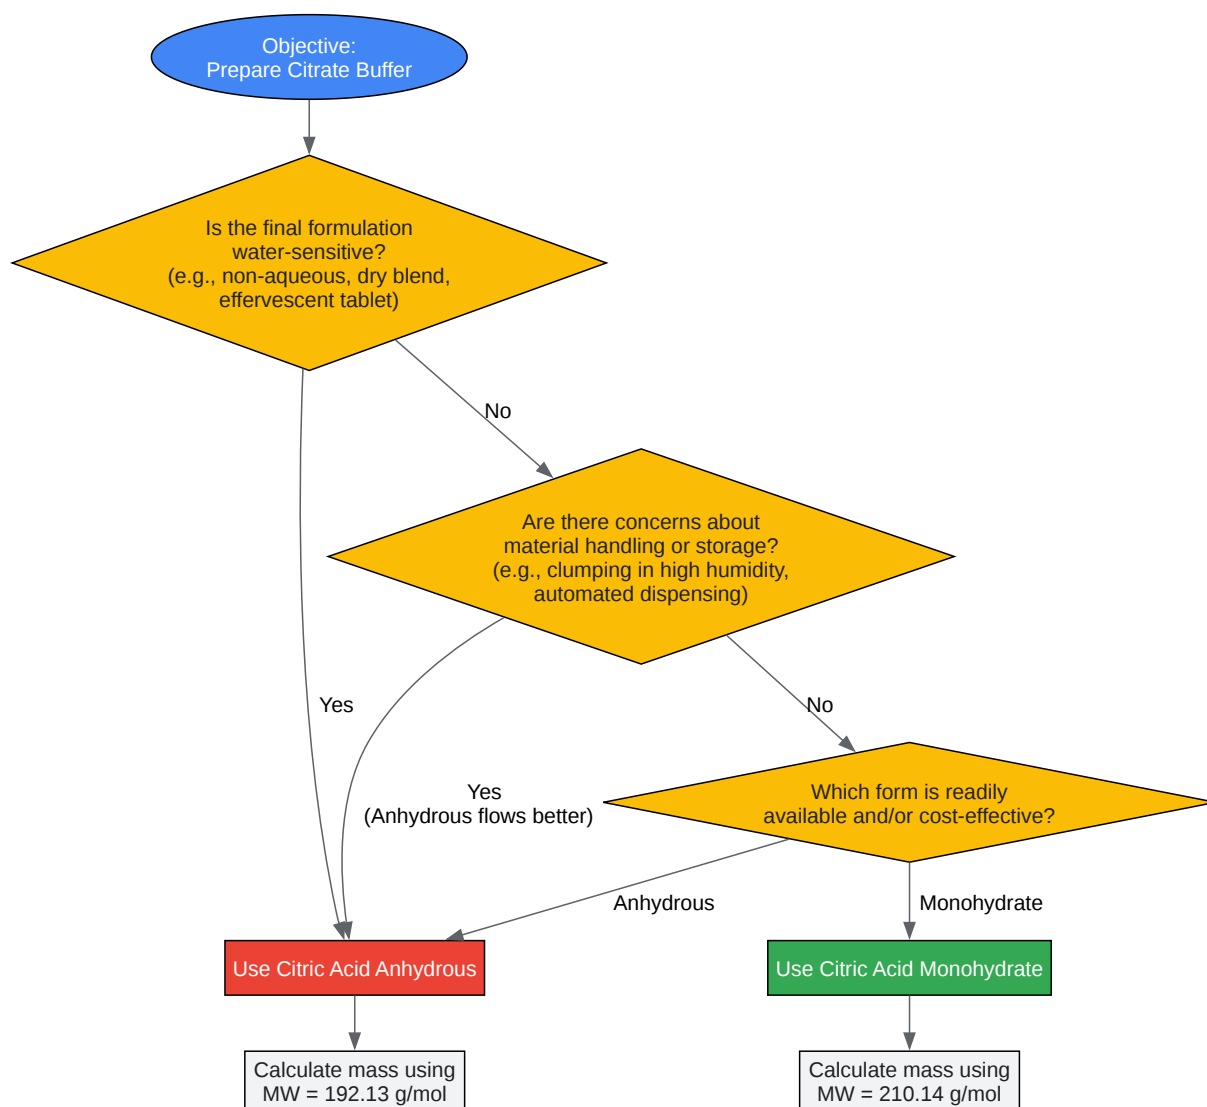 Objective:
Prepare Citrate Buffer
Is the final formulation
water-sensitive?
(e.g., non-aqueous, dry blend,
effervescent tablet)
No
Are there concerns about
material handling or storage?
(e.g., clumping in high humidity,
automated dispensing)
Yes
No
Yes
(Anhydrous flows better)
Which form is readily
available and/or cost-effective?
Anhydrous
Monohydrate
Use Citric Acid Anhydrous
Use Citric Acid Monohydrate
Calculate mass using
MW = 192.13 g/mol
Calculate mass using
MW = 210.14 g/mol